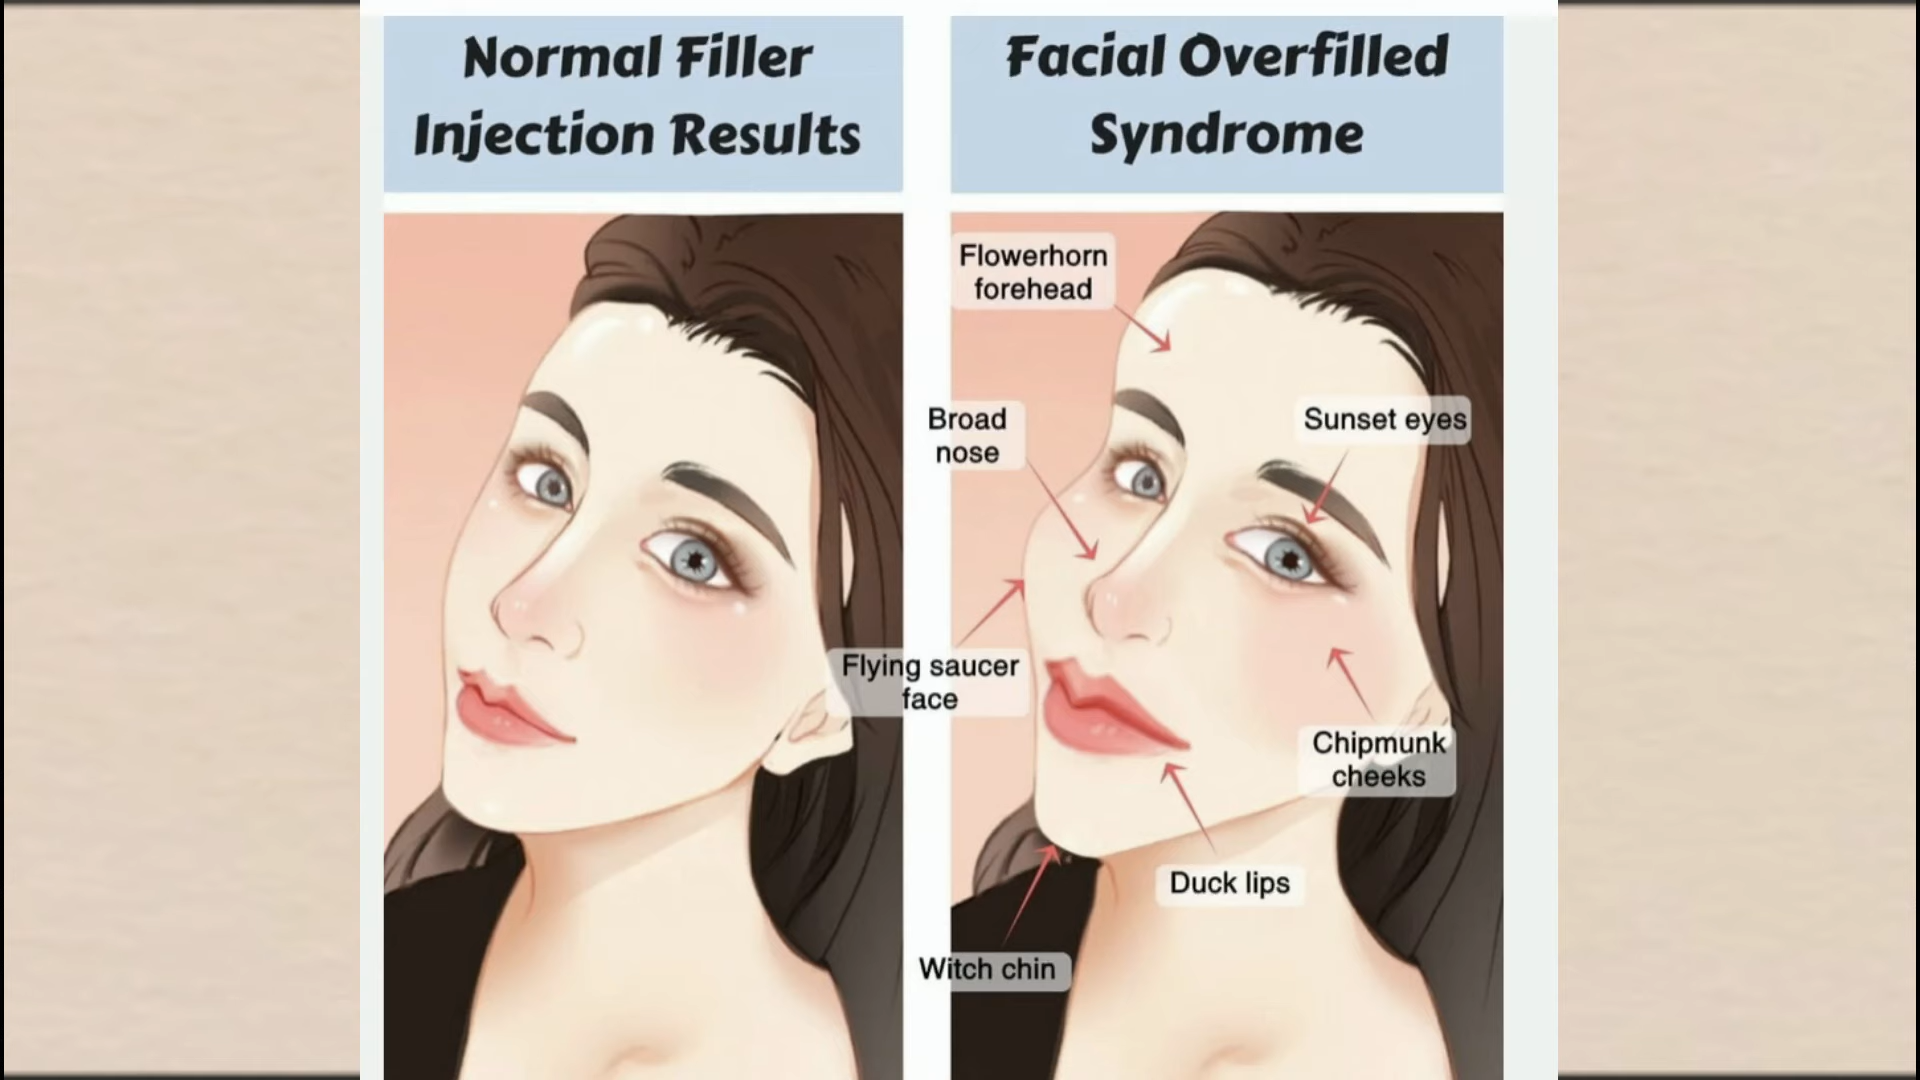 Normal Filler
Injection Results
Facial Overfilled
Syndrome
Flowerhorn
forehead
Broad
nose
Sunset eyes
Flying saucer
face
Chipmunk
cheeks
Duck lips
Witch chin